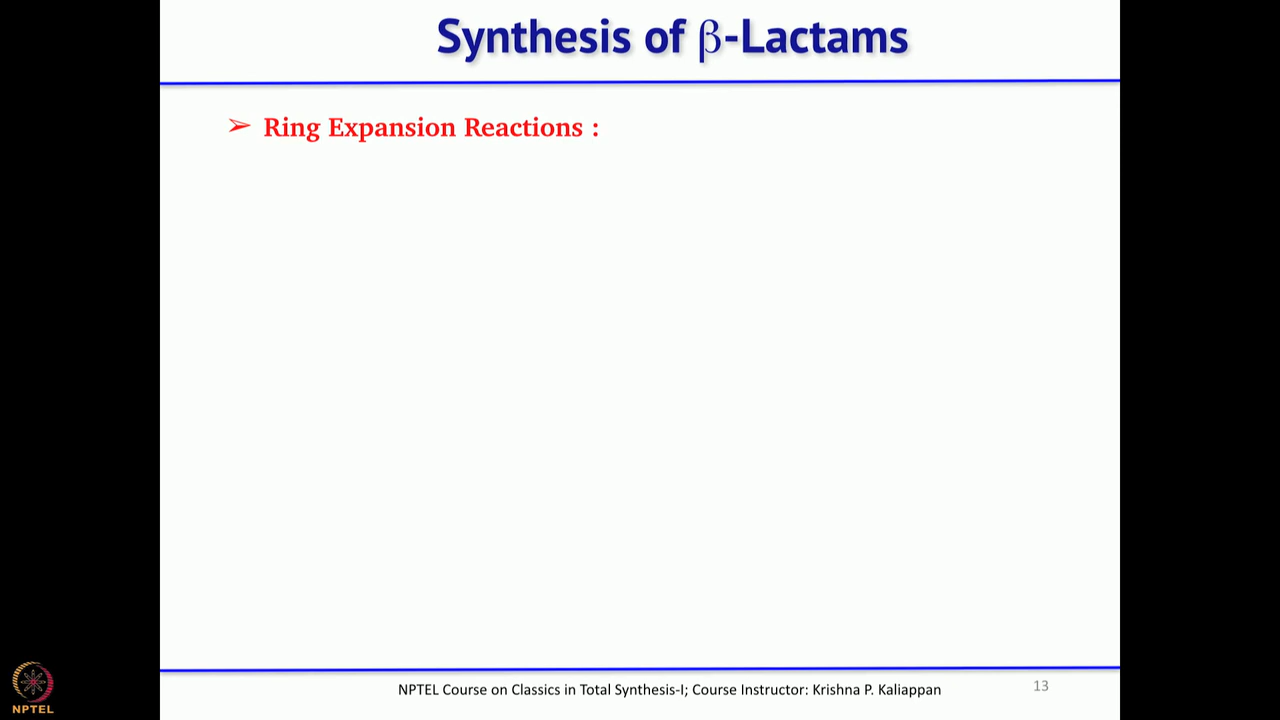 Synthesis of β-Lactams
➢ Ring Expansion Reactions :
NPTEL Course on Classics in Total Synthesis-I; Course Instructor: Krishna P. Kaliappan
13
NPTEL